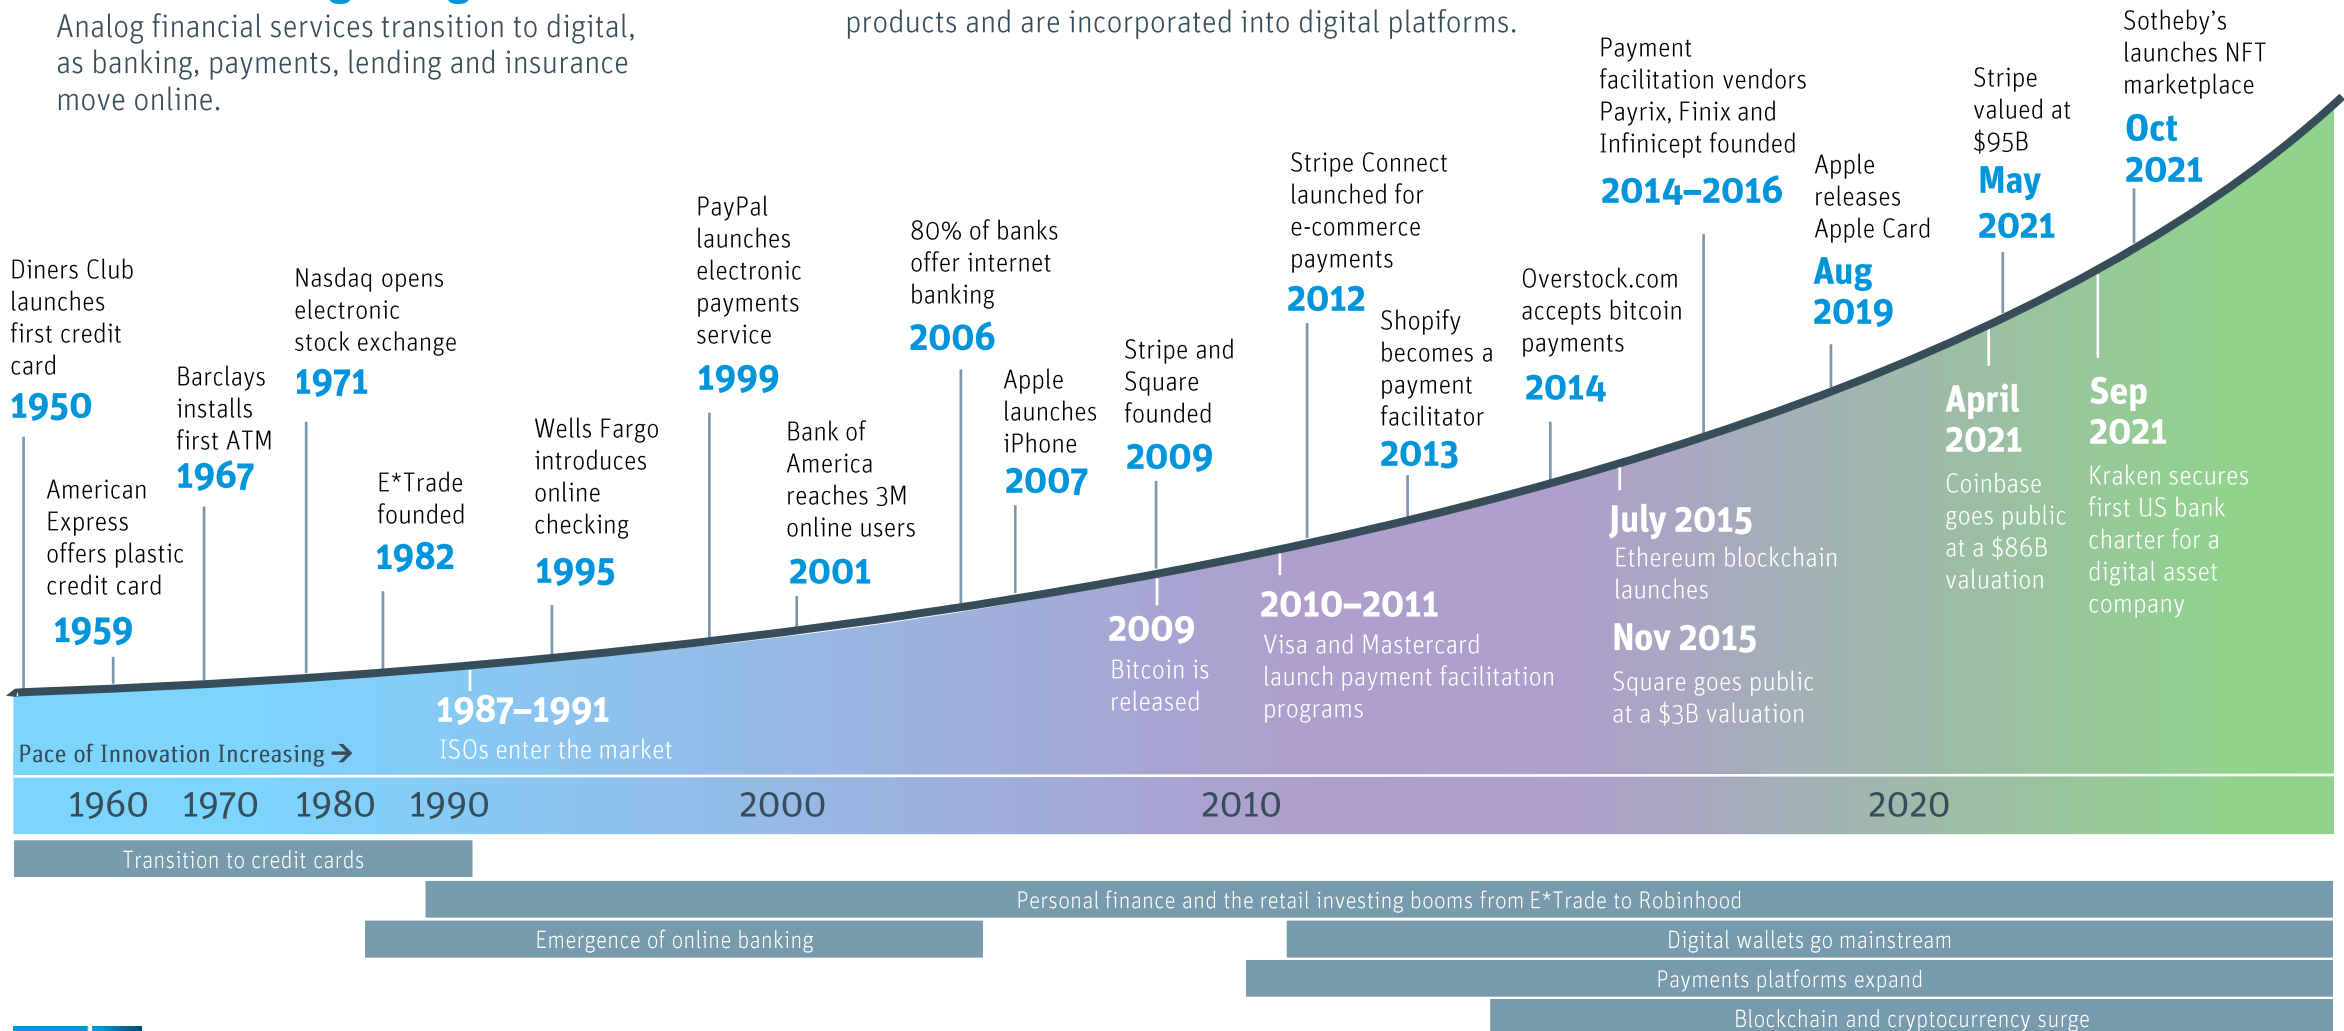 Analog financial services transition to digital,
as banking, payments, lending and insurance
move online.
products and are incorporated into digital platforms.
Diners Club
launches
first credit
card
1950
American
Express
offers plastic
credit card
1959
Barclays
installs
first ATM
1967
Nasdaq opens
electronic
stock exchange
1971
E*Trade
founded
1982
1987–1991
ISOs enter the market
Wells Fargo
introduces
online
checking
1995
PayPal
launches
electronic
payments
service
1999
Bank of
America
reaches 3M
online users
2001
80% of banks
offer internet
banking
2006
Apple
launches
iPhone
2007
Stripe and
Square
founded
2009
2009
Bitcoin is
released
2010–2011
Visa and Mastercard
launch payment facilitation
programs
Stripe Connect
launched for
e-commerce
payments
2012
Shopify
becomes a
payment
facilitator
2013
Overstock.com
accepts bitcoin
payments
2014
Payment
facilitation vendors
Payrix, Finix and
Infinicept founded
2014–2016
July 2015
Ethereum blockchain
launches
Nov 2015
Square goes public
at a $3B valuation
Apple
releases
Apple Card
Aug
2019
April
2021
Coinbase
goes public
at a $86B
valuation
Stripe
valued at
$95B
May
2021
Sep
2021
Kraken secures
first US bank
charter for a
digital asset
company
Sotheby’s
launches NFT
marketplace
Oct
2021
Pace of Innovation Increasing →
1960 1970 1980 1990 2000 2010 2020
Transition to credit cards
Personal finance and the retail investing booms from E*Trade to Robinhood
Emergence of online banking
Digital wallets go mainstream
Payments platforms expand
Blockchain and cryptocurrency surge